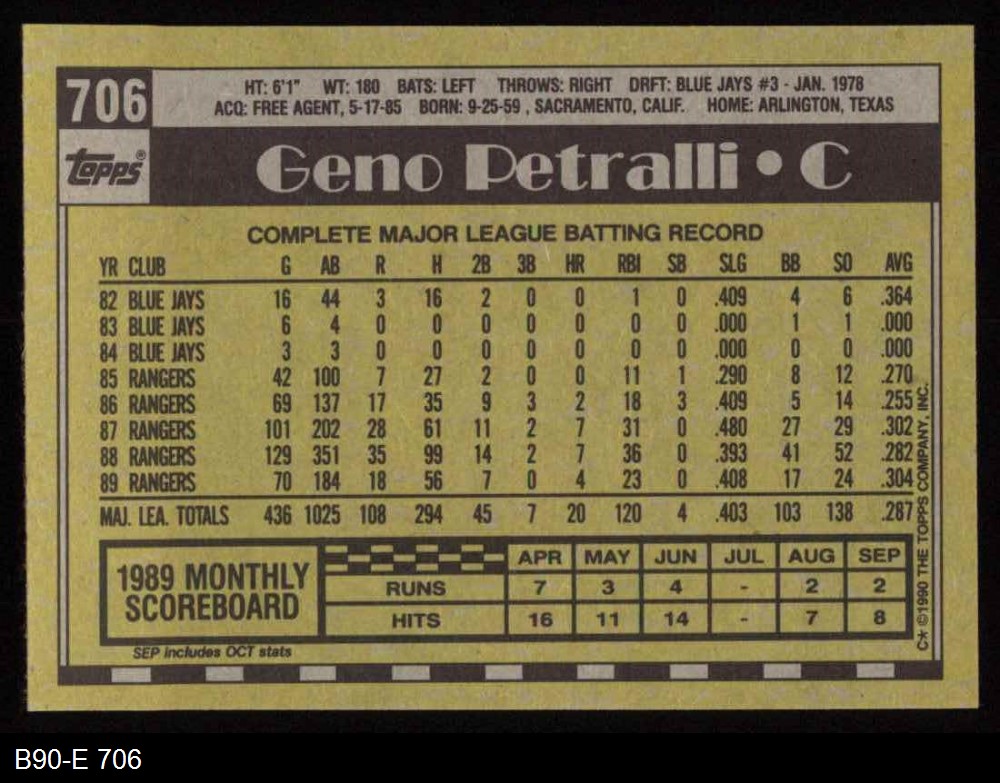 706
HT: 6'1" WT: 180 BATS: LEFT THROWS: RIGHT DRFT: BLUE JAYS #3 - JAN. 1978
ACQ: FREE AGENT, 5-17-85 BORN: 9-25-59 , SACRAMENTO, CALIF. HOME: ARLINGTON, TEXAS
Topps®
Geno Petralli • C
COMPLETE MAJOR LEAGUE BATTING RECORD
YR CLUB G AB R H 2B 3B HR RBI SB SLG BB SO AVG
82 BLUE JAYS 16 44 3 16 2 0 0 1 0 .409 4 6 .364
83 BLUE JAYS 6 4 0 0 0 0 0 0 0 .000 1 1 .000
84 BLUE JAYS 3 3 0 0 0 0 0 0 0 .000 0 0 .000
85 RANGERS 42 100 7 27 2 0 0 11 1 .290 8 12 .270
86 RANGERS 69 137 17 35 9 3 2 18 3 .409 5 14 .255
87 RANGERS 101 202 28 61 11 2 7 31 0 .480 27 29 .302
88 RANGERS 129 351 35 99 14 2 7 36 0 .393 41 52 .282
89 RANGERS 70 184 18 56 7 0 4 23 0 .408 17 24 .304
MAJ. LEA. TOTALS 436 1025 108 294 45 7 20 120 4 .403 103 138 .287
1989 MONTHLY SCOREBOARD
APR MAY JUN JUL AUG SEP
RUNS 7 3 4 - 2 2
HITS 16 11 14 - 7 8
SEP includes OCT stats
C* ©1990 THE TOPPS COMPANY, INC.
B90-E 706